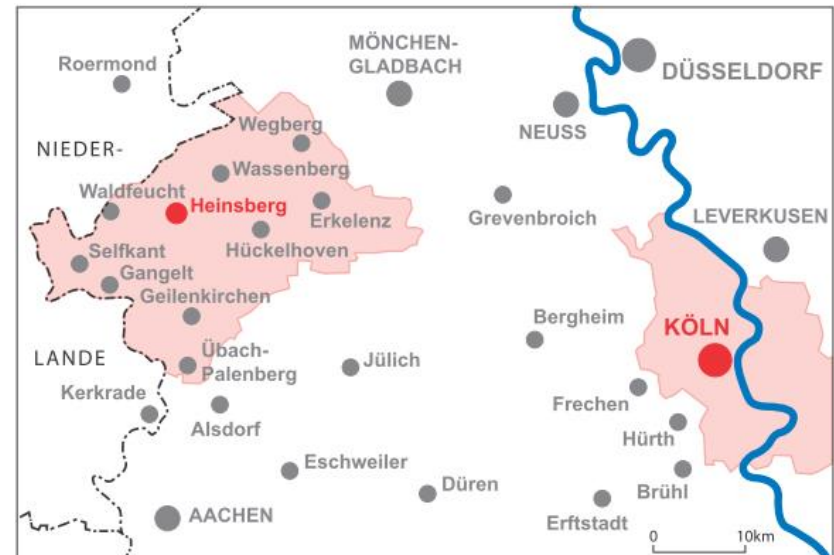 MÖNCHEN-
GLADBACH
DÜSSELDORF
Roermond
NEUSS
Wegberg
NIEDER-
Wassenberg
Waldfeucht
Heinsberg
Erkelenz
Grevenbroich
LEVERKUSEN
Hückelhoven
Selfkant
Gangelt
Geilenkirchen
Bergheim
KÖLN
LANDE
Übach-
Palenberg
Jülich
Kerkrade
Alsdorf
Frechen
Hürth
Eschweiler
Düren
Brühl
AACHEN
Erftstadt
0 10km